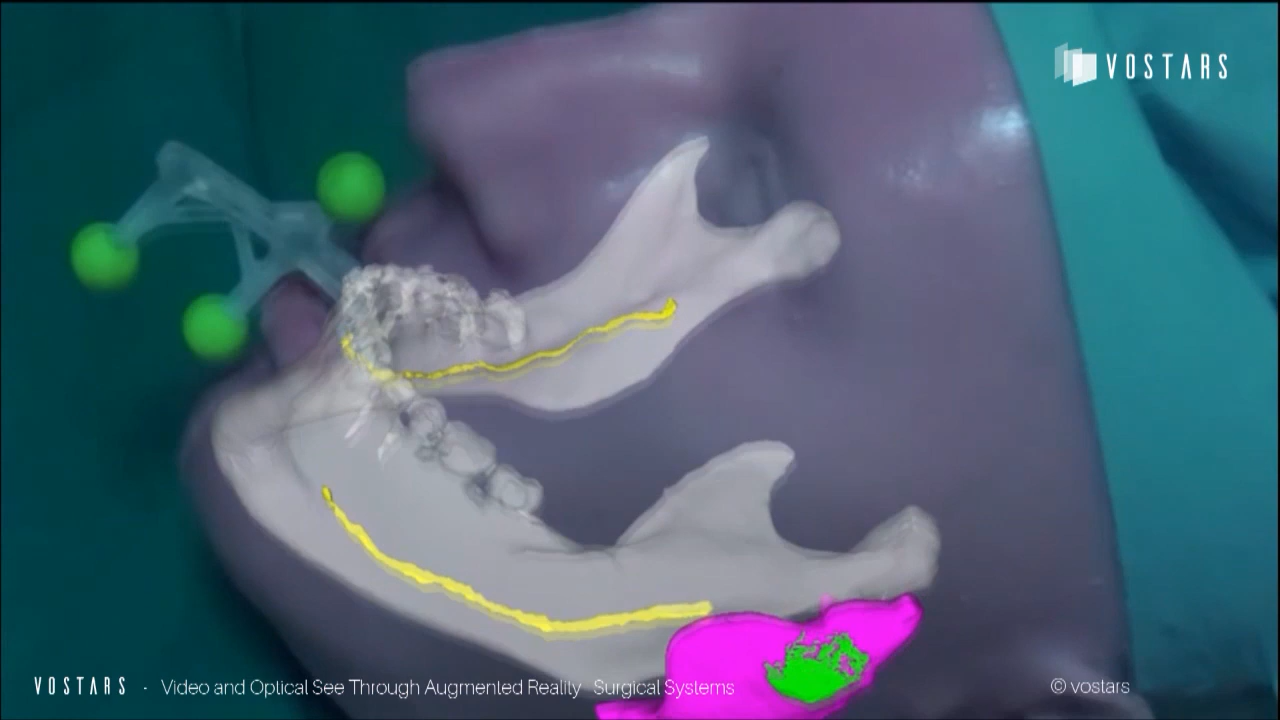 VOSTARS
VOSTARS - Video and Optical See Through Augmented Reality Surgical Systems
© vostars